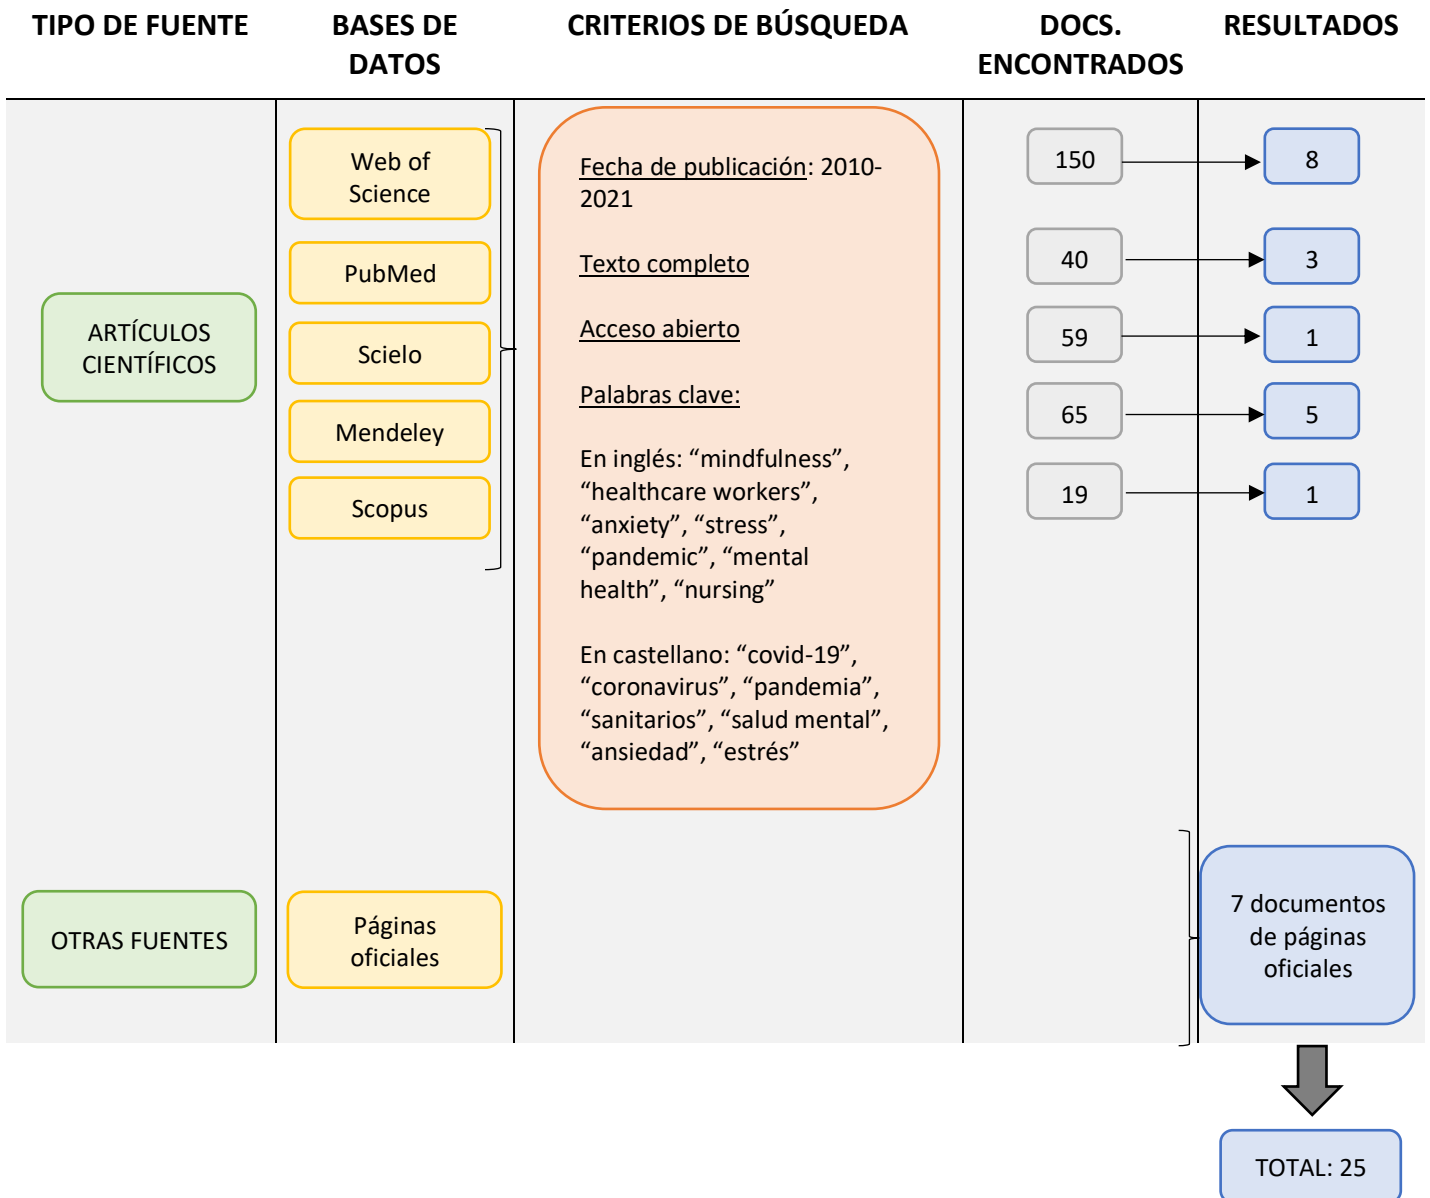 TIPO DE FUENTE
BASES DE
DATOS
CRITERIOS DE BÚSQUEDA
DOCS.
ENCONTRADOS
RESULTADOS
ARTÍCULOS
CIENTÍFICOS
Web of
Science
PubMed
Scielo
Mendeley
Scopus
Fecha de publicación: 2010-
2021
Texto completo
Acceso abierto
Palabras clave:
En inglés: “mindfulness”,
“healthcare workers”,
“anxiety”, “stress”,
“pandemic”, “mental
health”, “nursing”
En castellano: “covid-19”,
“coronavirus”, “pandemia”,
“sanitarios”, “salud mental”,
“ansiedad”, “estrés”
150
8
40
3
59
1
65
5
19
1
OTRAS FUENTES
Páginas
oficiales
7 documentos
de páginas
oficiales
TOTAL: 25